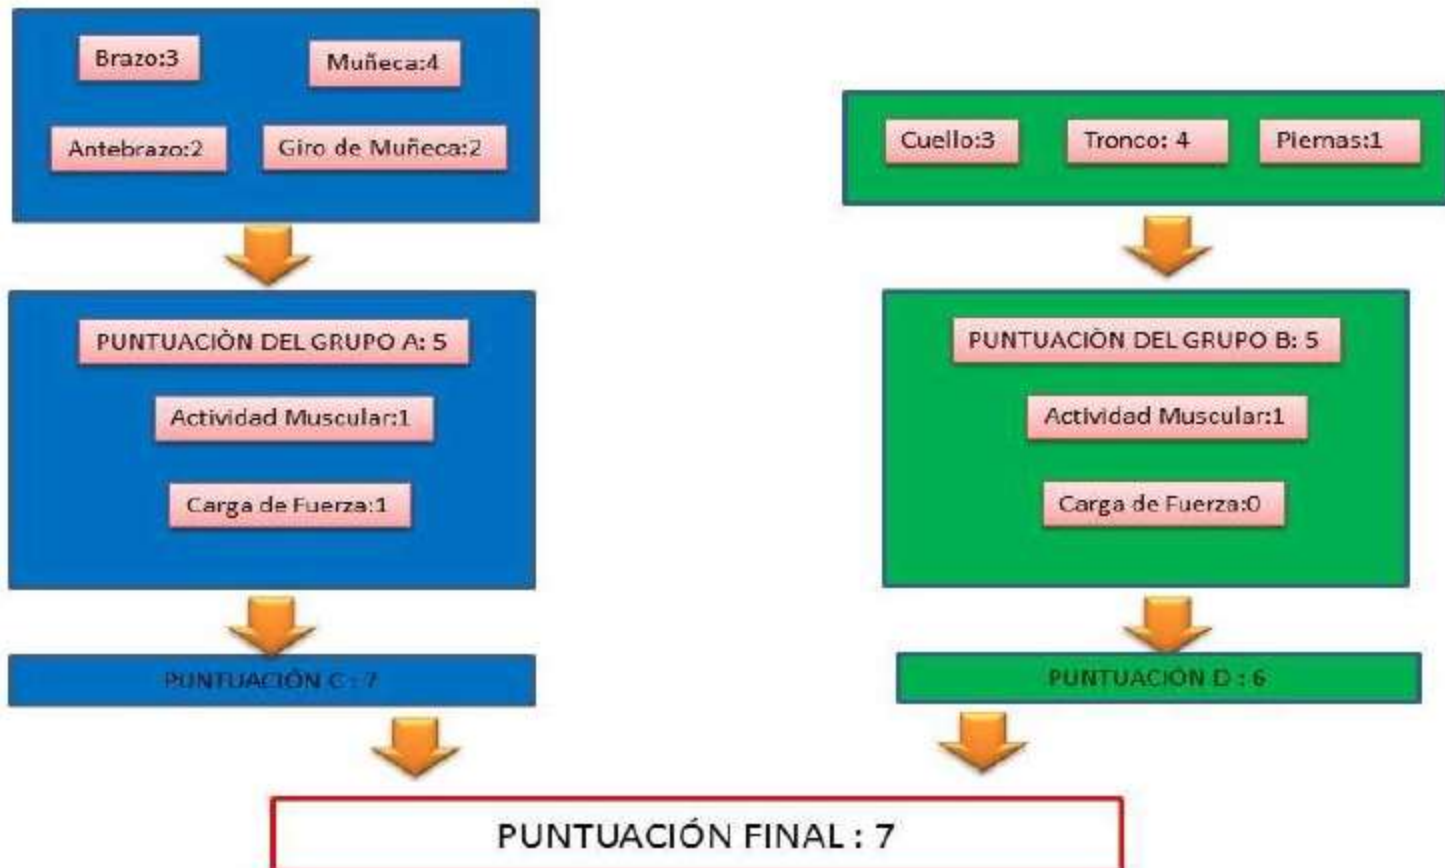 Brazo:3
Muñeca:4
Antebrazo:2
Giro de Muñeca:2
Cuello:3
Tronco: 4
Piernas:1
PUNTUACIÒN DEL GRUPO A: 5
Actividad Muscular:1
Carga de Fuerza:1
PUNTUACIÒN DEL GRUPO B: 5
Actividad Muscular:1
Carga de Fuerza:0
PUNTUACIÓN C : 7
PUNTUACIÓN D : 6
PUNTUACIÓN FINAL : 7